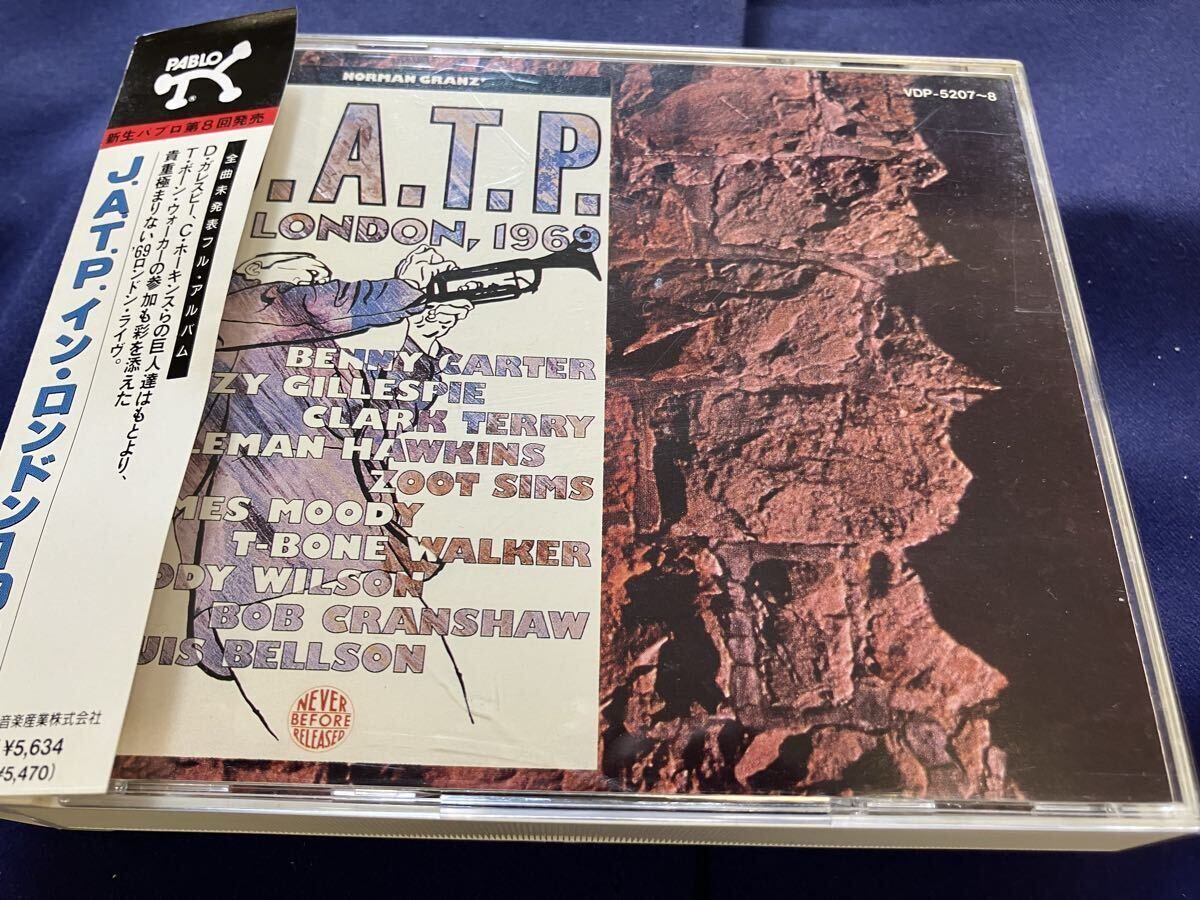 PABLO
®
新生パブロ第8回発売
全曲未発表フル・アルバム
D・ガレスピー、C・ホーキンスらの巨人達はもとより、
T-ボーン・ウォーカーの参加も彩を添えた
貴重極まりない'69ロンドン・ライヴ。
J.A.T.P.イン・ロンドン
音楽産業株式会社
¥5,634
¥5,470)
NORMAN GRANZ'
VDP-5207~8
.A.T.P.
LONDON, 1969
BENNY CARTER
ZY GILLESPIE
CLARK TERRY
LEMAN HAWKINS
ZOOT SIMS
MES MOODY
T-BONE WALKER
DDY WILSON
BOB CRANSHAW
UIS BELLSON
NEVER
BEFORE
RELEASED